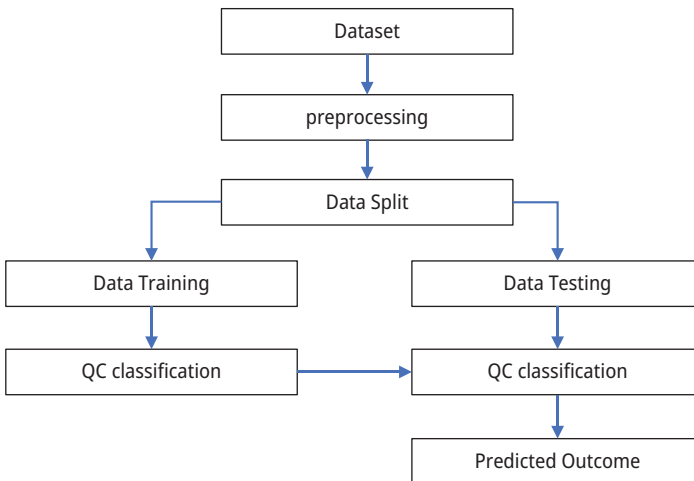 Dataset
preprocessing
Data Split
Data Training
Data Testing
QC classification
QC classification
Predicted Outcome